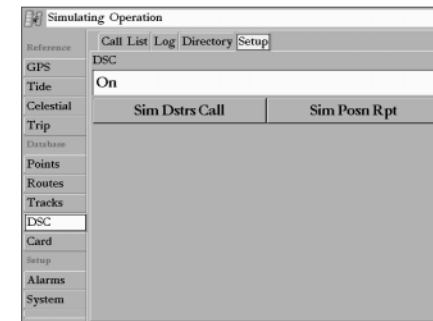 Simulating Operation
Reference
GPS
Tide
Celestial
Trip
Database
Points
Routes
Tracks
DSC
Card
Setup
Alarms
System
Call List Log Directory Setup
DSC
On
Sim Dstrs Call Sim Posn Rpt